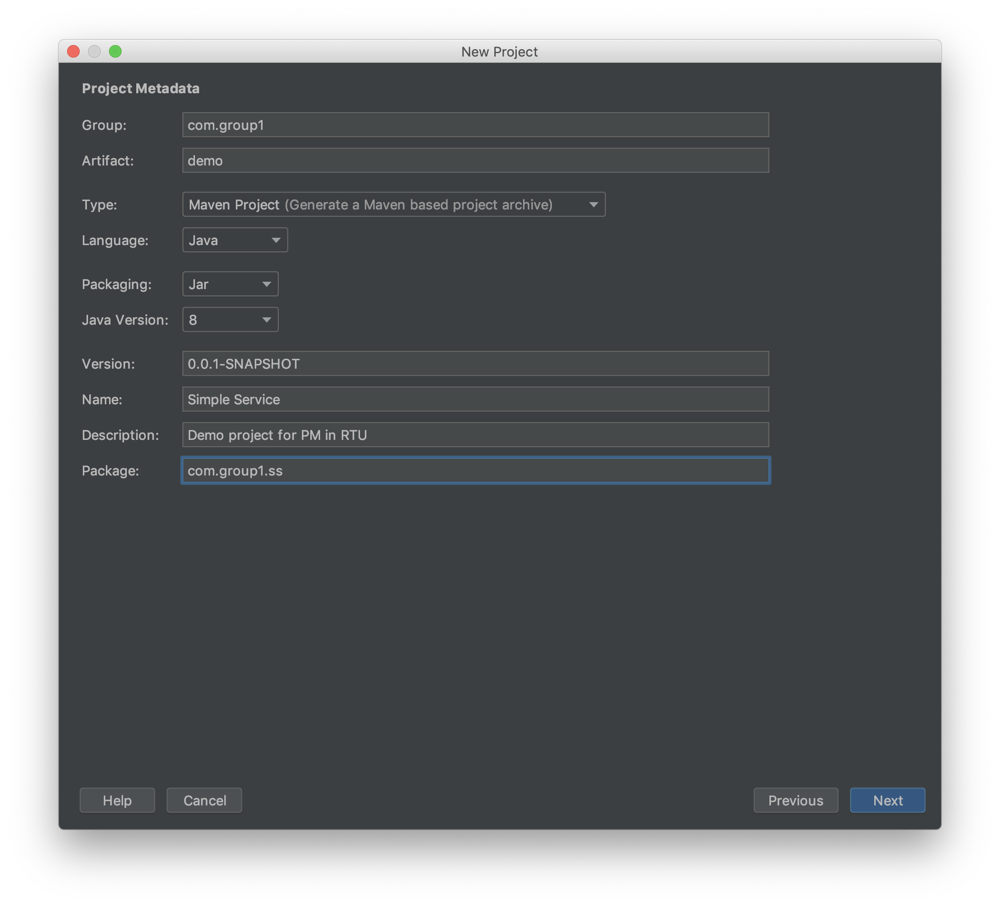 New Project
Project Metadata
Group: com.group1
Artifact: demo
Type: Maven Project (Generate a Maven based project archive)
Language: Java
Packaging: Jar
Java Version: 8
Version: 0.0.1-SNAPSHOT
Name: Simple Service
Description: Demo project for PM in RTU
Package: com.group1.ss
Help Cancel Previous Next